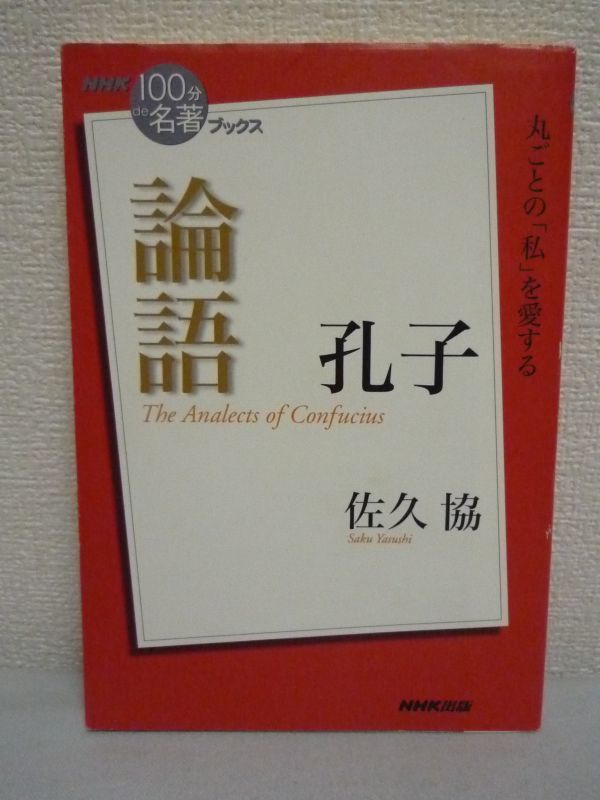 NHK
100分
de名著
ブックス
丸ごとの「私」を愛する
論語
孔子
The Analects of Confucius
佐久 協
Saku Yasushi
NHK出版